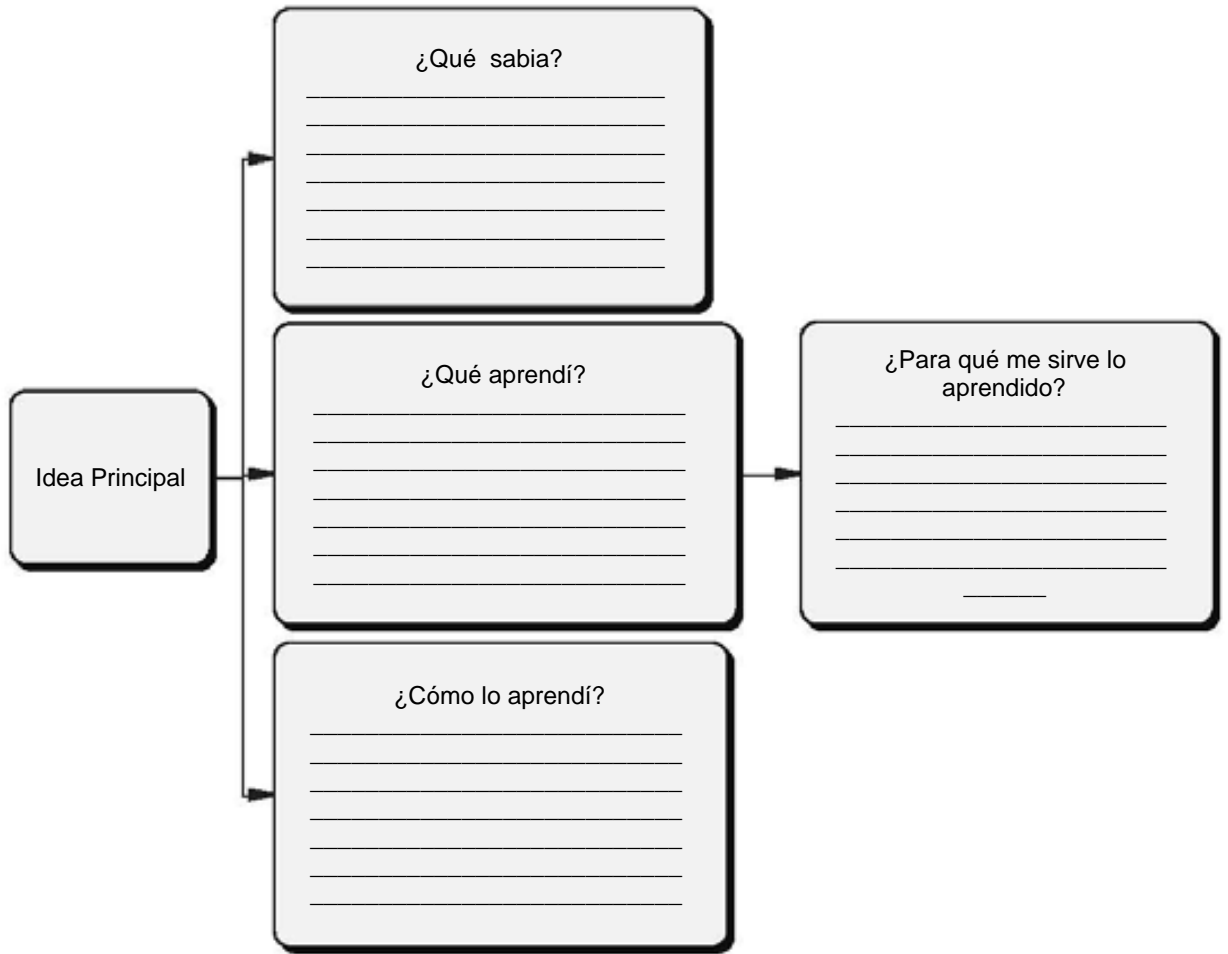 ¿Qué  sabia?
Idea Principal
¿Qué aprendí?
¿Para qué me sirve lo
aprendido?
¿Cómo lo aprendí?